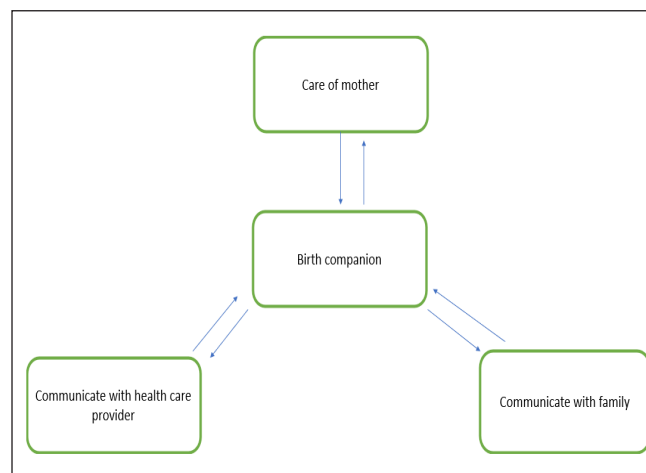 Care of mother
Birth companion
Communicate with health care
provider
Communicate with family